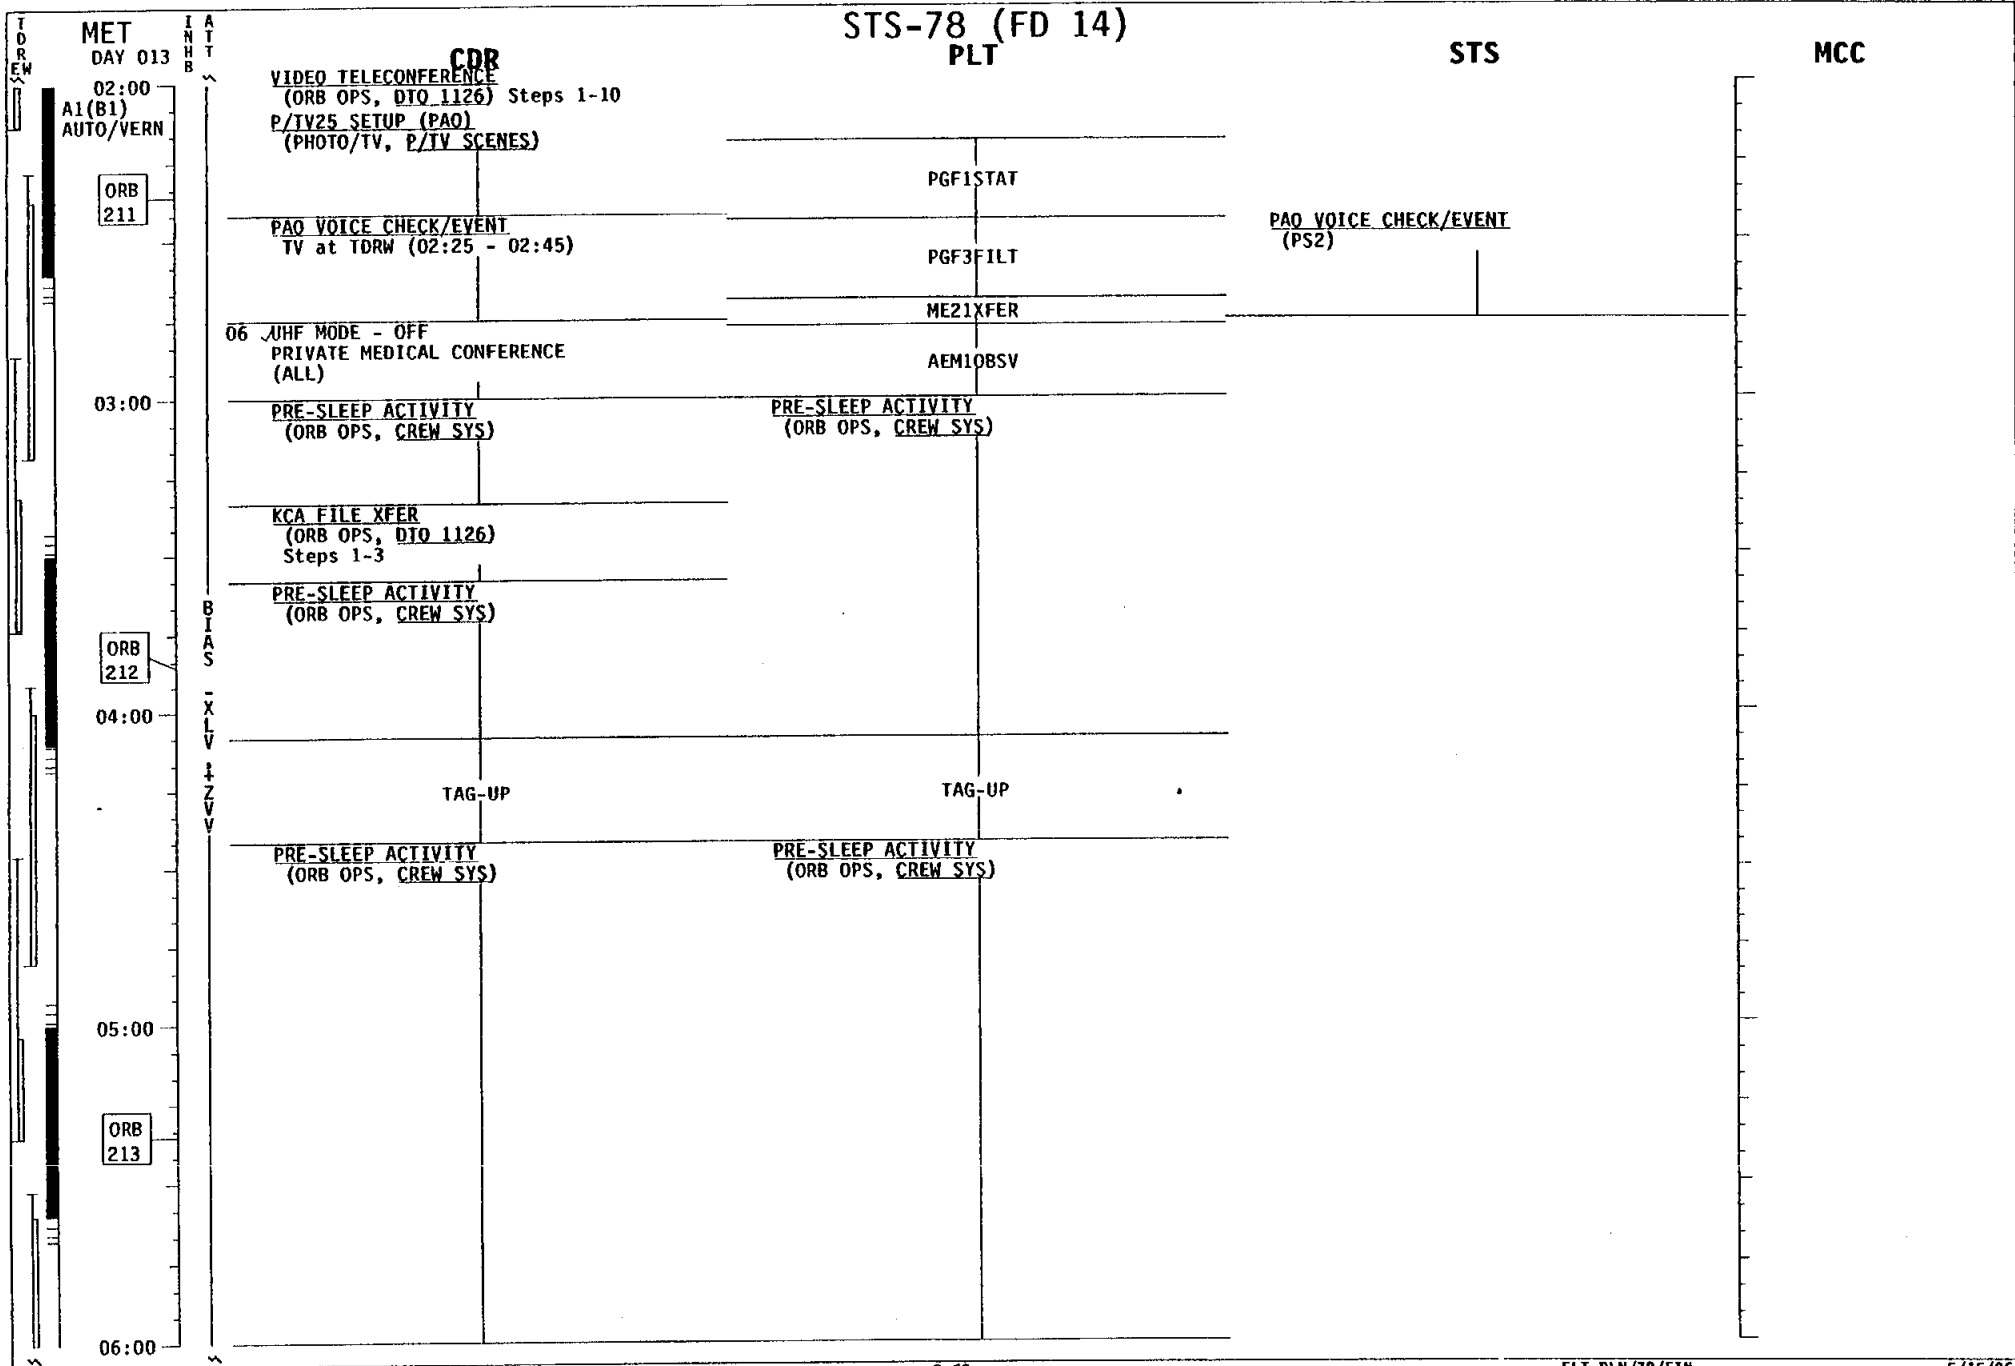 STS-78 (FD 14)
TDRW
E
MET
DAY 013
INHB
ATT
CDR
PLT
STS
MCC
02:00
A1(B1)
AUTO/VERN
VIDEO TELECONFERENCE
(ORB OPS, DTO 1126) Steps 1-10
P/TV25 SETUP (PAO)
(PHOTO/TV, P/TV SCENES)
PGF1STAT
ORB
211
PAO VOICE CHECK/EVENT
TV at TDRW (02:25 - 02:45)
PGF3FILT
PAO VOICE CHECK/EVENT
(PS2)
ME21XFER
06 ✓UHF MODE - OFF
PRIVATE MEDICAL CONFERENCE
(ALL)
AEM1OBSV
03:00
PRE-SLEEP ACTIVITY
(ORB OPS, CREW SYS)
PRE-SLEEP ACTIVITY
(ORB OPS, CREW SYS)
KCA FILE XFER
(ORB OPS, DTO 1126)
Steps 1-3
PRE-SLEEP ACTIVITY
(ORB OPS, CREW SYS)
BIAS -XLV,+ZVV
ORB
212
04:00
TAG-UP
TAG-UP
PRE-SLEEP ACTIVITY
(ORB OPS, CREW SYS)
PRE-SLEEP ACTIVITY
(ORB OPS, CREW SYS)
05:00
ORB
213
06:00
FLT PLN/78/FIN